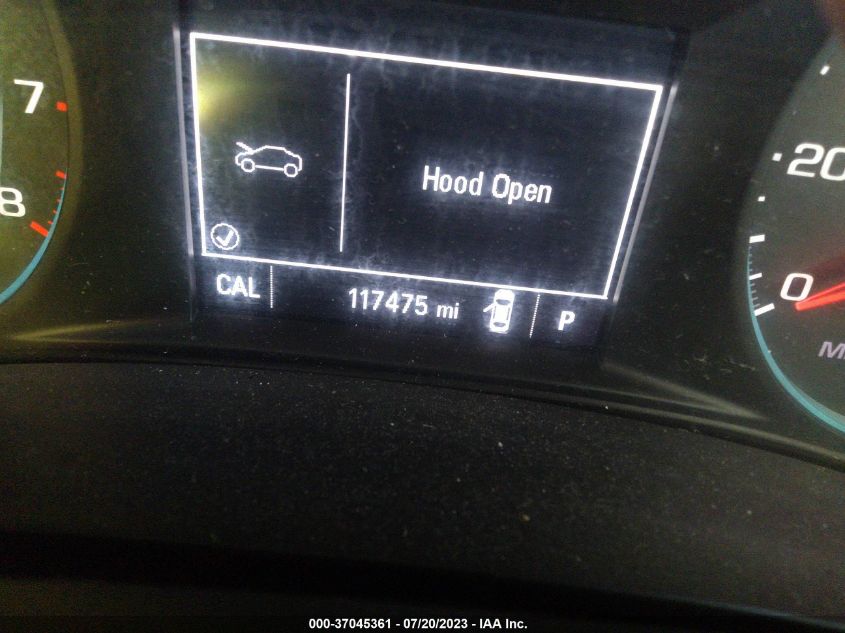 7
8
Hood Open
CAL
117475 mi
P
20
0
000-37045361 - 07/20/2023 - IAA Inc.